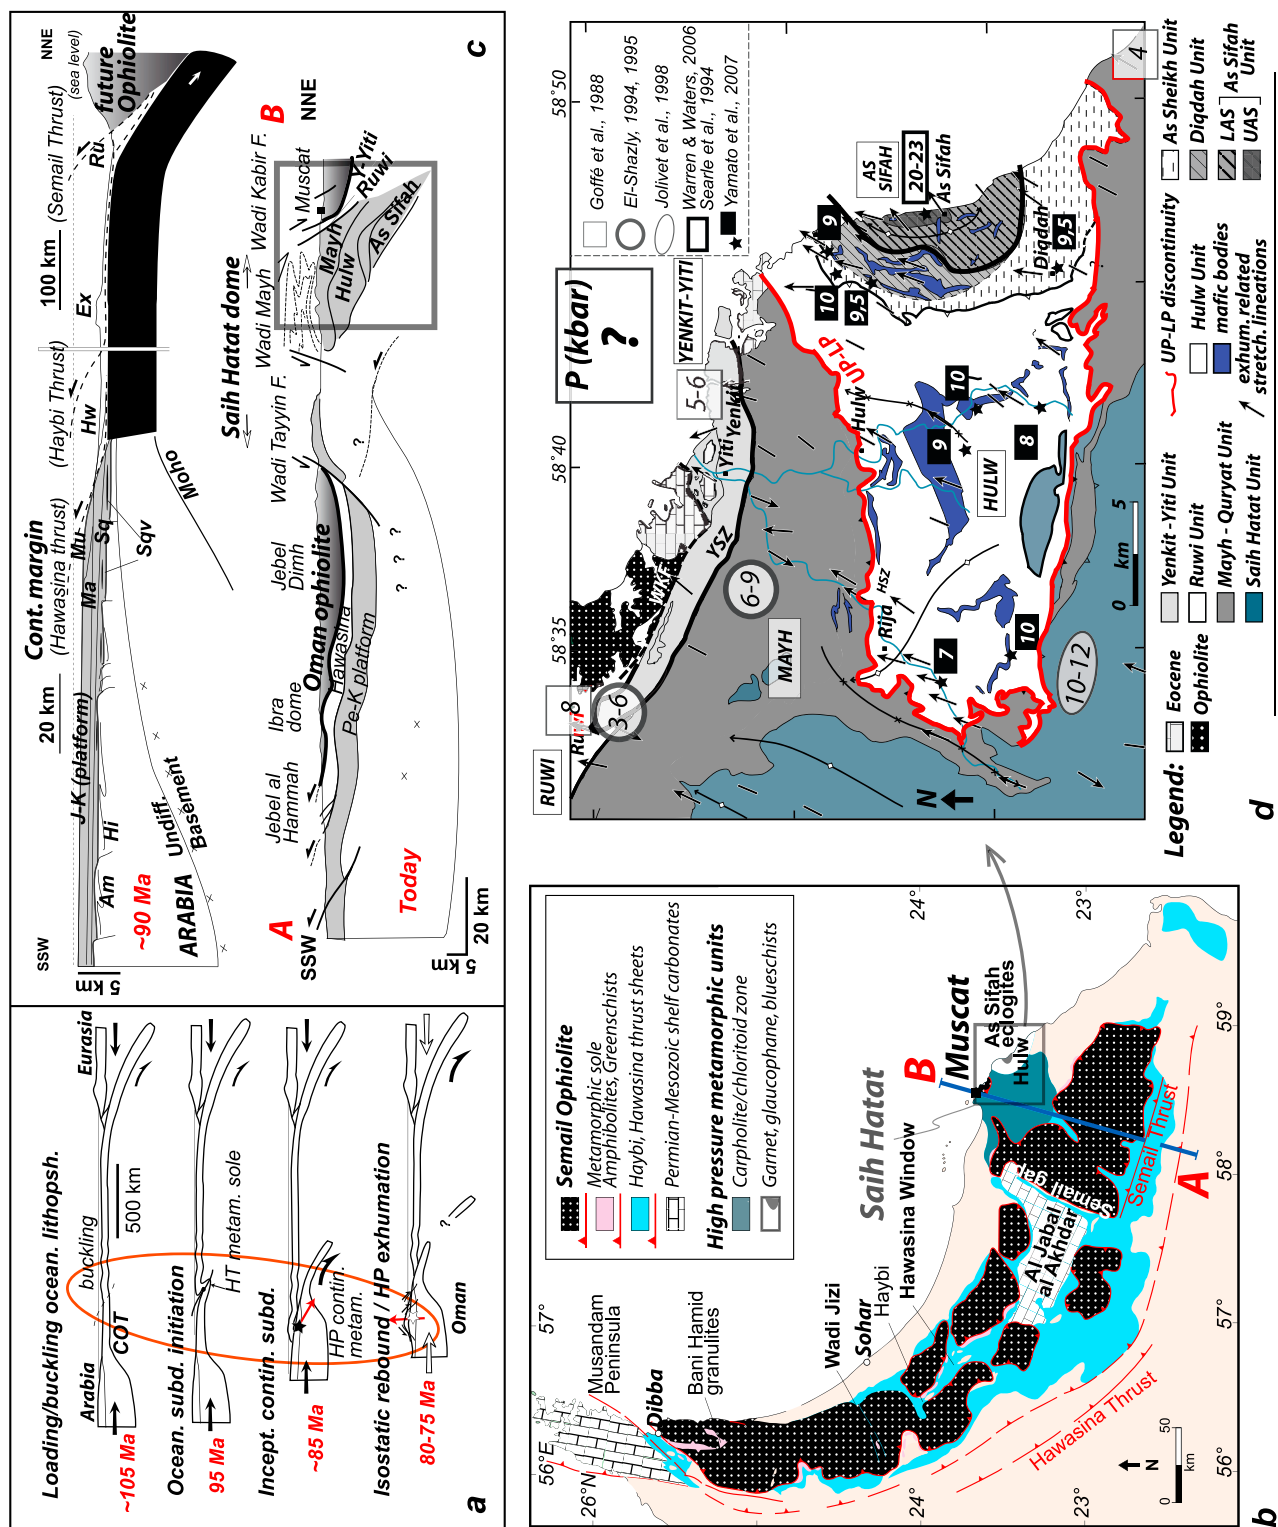 Loading/buckling ocean. lithopsh.
Arabia
buckling
Eurasia
COT
500 km
~105 Ma
Ocean. subd. initiation
95 Ma
HT metam. sole
Incept. contin. subd.
~85 Ma
HP contin.
metam.
Isostatic rebound / HP exhumation
80-75 Ma
?
Oman
a
SSW
20 km
Cont. margin
(Hawasina thrust)
(Haybi Thrust)
100 km
(Semail Thrust)
NNE
(sea level)
J-K (platform)
Am
Hi
Ma
Mu
Sq
Sqv
Hw
Ex
Ru
future
Ophiolite
5 km
~90 Ma
ARABIA
Undiff.
Basement
Moho
Saih Hatat dome
A
SSW
Jebel al
Hammah
Ibra
dome
Jebel
Dimh
Wadi Tayyin F.
Wadi Mayh
Wadi Kabir F.
B
NNE
Muscat
Oman ophiolite
Hawasina
Pe-K platform
Mayh
Hulw
Y-Yiti
Ruwi
As Sifah
?
?
?
?
Today
5 km
20 km
c
56°E
57°
26°N
Musandam
Peninsula
Dibba
Bani Hamid
granulites
Wadi Jizi
Sohar
Haybi
Hawasina Window
Saih Hatat
B
Muscat
As Sifah
eclogites
Hulw
24°
23°
Semail gap
Al Jabal
al Akhdar
Semail Thrust
A
Hawasina Thrust
24°
23°
56°
57°
58°
59°
N
0
50
km
Semail Ophiolite
Metamorphic sole
Amphibolites, Greenschists
Haybi, Hawasina thrust sheets
Permian-Mesozoic shelf carbonates
High pressure metamorphic units
Carpholite/chloritoid zone
Garnet, glaucophane, blueschists
b
58°35
58°40
58°50
P (kbar)
?
Goffé et al., 1988
El-Shazly, 1994, 1995
Jolivet et al., 1998
Warren & Waters, 2006
Searle et al., 1994
Yamato et al., 2007
RUWI
8
3-6
WKF
YSZ
6-9
MAYH
Yiti
Yenkit
5-6
YENKIT-YITI
UP-LP
Hulw
Rija
HSZ
7
10
10-12
HULW
9
8
10
10
9,5
9
AS
SIFAH
20-23
As Sifah
Diqdah
9,5
?
4
N
0
km
5
Legend:
Eocene
Ophiolite
Yenkit -Yiti Unit
Ruwi Unit
Mayh - Quryat Unit
Saih Hatat Unit
UP-LP discontinuity
Hulw Unit
mafic bodies
exhum. related
stretch. lineations
As Sheikh Unit
Diqdah Unit
LAS
UAS
As Sifah
Unit
d